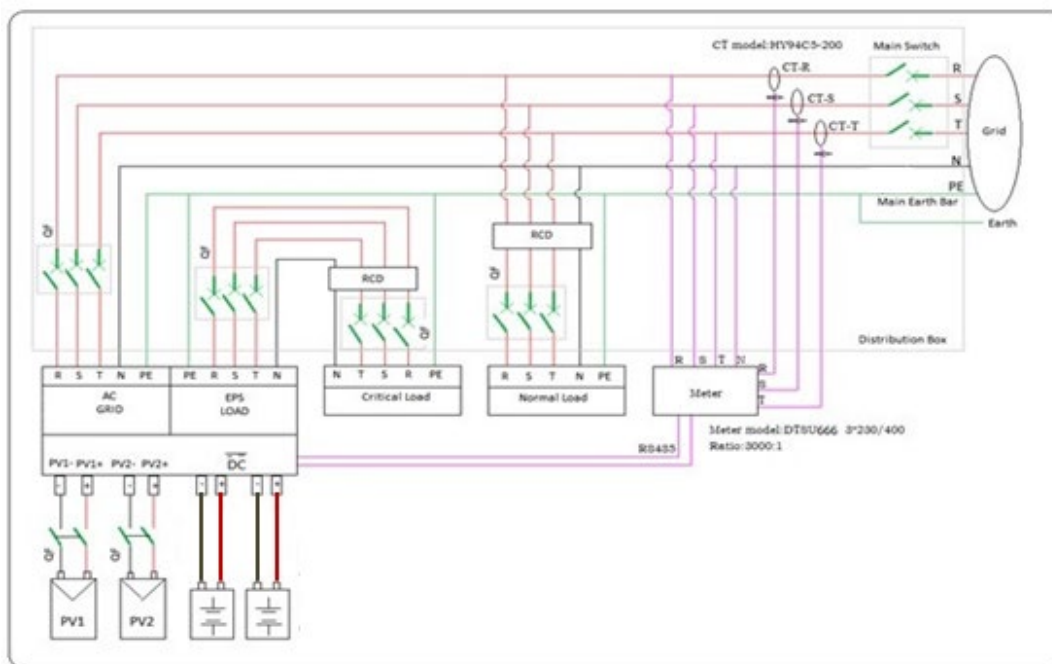 CT model:HY94C5-200
Main Switch
CT-R
R
CT-S
S
CT-T
T
Grid
N
PE
Main Earth Bar
Earth
QF
RCD
QF
QF
RCD
QF
Distribution Box
R S T N PE
PE R S T N
N T S R PE
R S T N PE
R S T N
R
S
T
AC
GRID
EPS
LOAD
Critical Load
Normal Load
Meter
Meter model:DTSU666 3*230/400
Ratio:3000:1
RS485
PV1- PV1+ PV2- PV2+
DC
- + - + - + - +
QF
QF
PV1
PV2